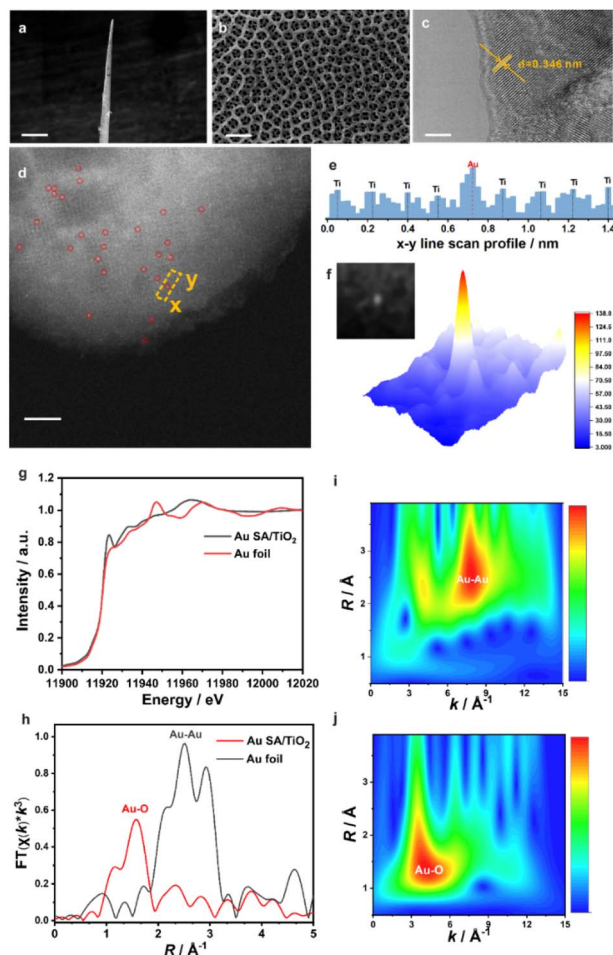 a
b
c
d=0.346 nm
d
x
y
e
Ti Ti Ti Ti Au Ti Ti Ti Ti
0.0 0.2 0.4 0.6 0.8 1.0 1.2 1.4
x-y line scan profile / nm
f
138.0
124.5
111.0
97.50
84.00
70.50
57.00
43.50
30.00
16.50
3.000
g
1.2
1.0
0.8
0.6
0.4
0.2
0.0
Intensity / a.u.
Au SA/TiO₂
Au foil
11900 11920 11940 11960 11980 12000 12020
Energy / eV
h
FT(χ(k)*k³)
1.0
0.8
0.6
0.4
0.2
0.0
Au-O
Au-Au
Au SA/TiO₂
Au foil
0 1 2 3 4 5
R / Å⁻¹
i
R / Å
3
2
1
Au-Au
0 3 6 9 12 15
k / Å⁻¹
j
R / Å
3
2
1
Au-O
0 3 6 9 12 15
k / Å⁻¹